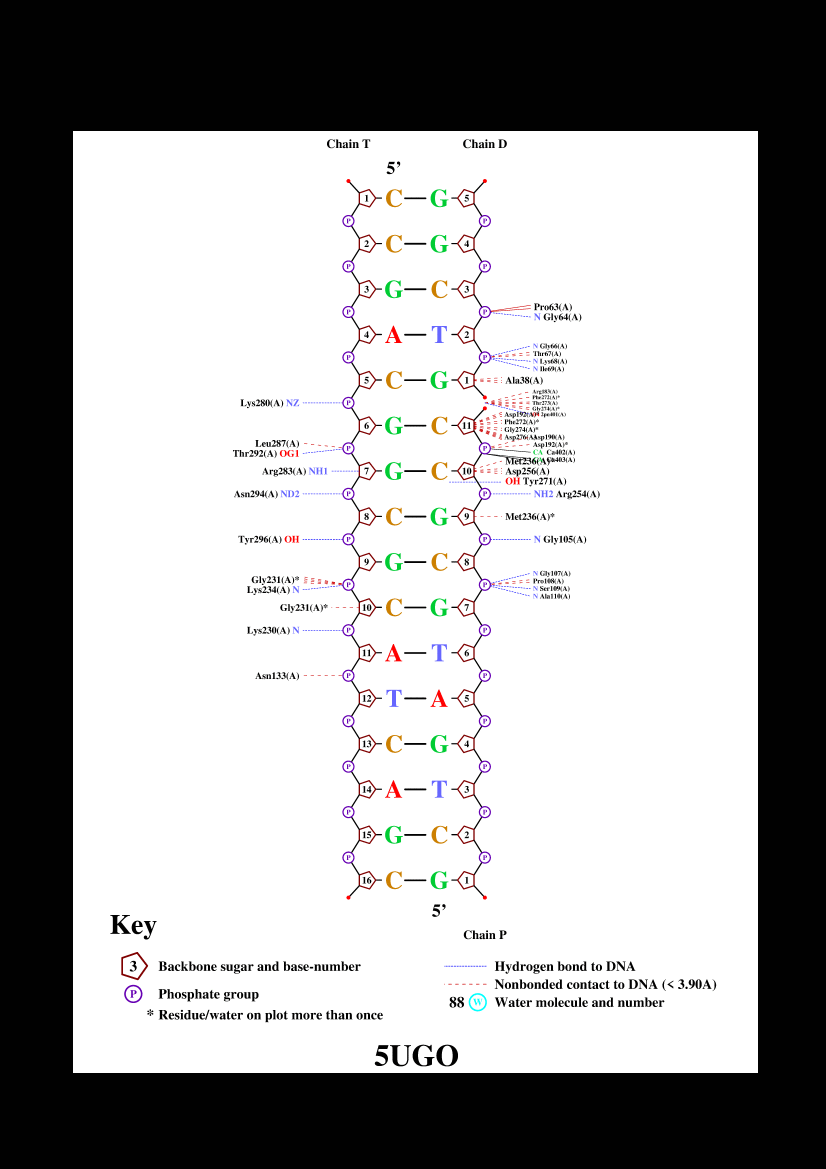 Chain T Chain D
5’
1 C G 5
P P
2 C G 4
P P
3 G C 3
P P
Pro63(A)
N Gly64(A)
4 A T 2
N Gly66(A)
P P
Thr67(A)
N Lys68(A)
N Ile69(A)
5 C G 1 Ala38(A)
Arg183(A)
Phe272(A)*
Lys280(A) NZ P
Thr273(A)
Gly274(A)*
Asp192(A)*
Phe272(A)*
6 G C 11
Gly274(A)*
Asp276(A)
Asp190(A)
Leu287(A)
Asp192(A)*
Thr292(A) OG1 P P
CA Ca402(A)
Met236(A)*
Arg283(A) NH1 7 G C 10 Asp256(A)
OH Tyr271(A)
Asn294(A) ND2 P P NH2 Arg254(A)
8 C G 9 Met236(A)*
Tyr296(A) OH P P N Gly105(A)
9 G C 8
N Gly107(A)
Gly231(A)* P P Pro108(A)
Lys234(A) N
N Ser109(A)
N Ala110(A)
Gly231(A)* 10 C G 7
Lys230(A) N P P
11 A T 6
Asn133(A) P P
12 T A 5
P P
13 C G 4
P P
14 A T 3
P P
15 G C 2
P P
16 C G 1
5’
Key
Chain P
3 Backbone sugar and base-number
P Phosphate group
* Residue/water on plot more than once
Hydrogen bond to DNA
Nonbonded contact to DNA (< 3.90A)
88 W Water molecule and number
5UGO